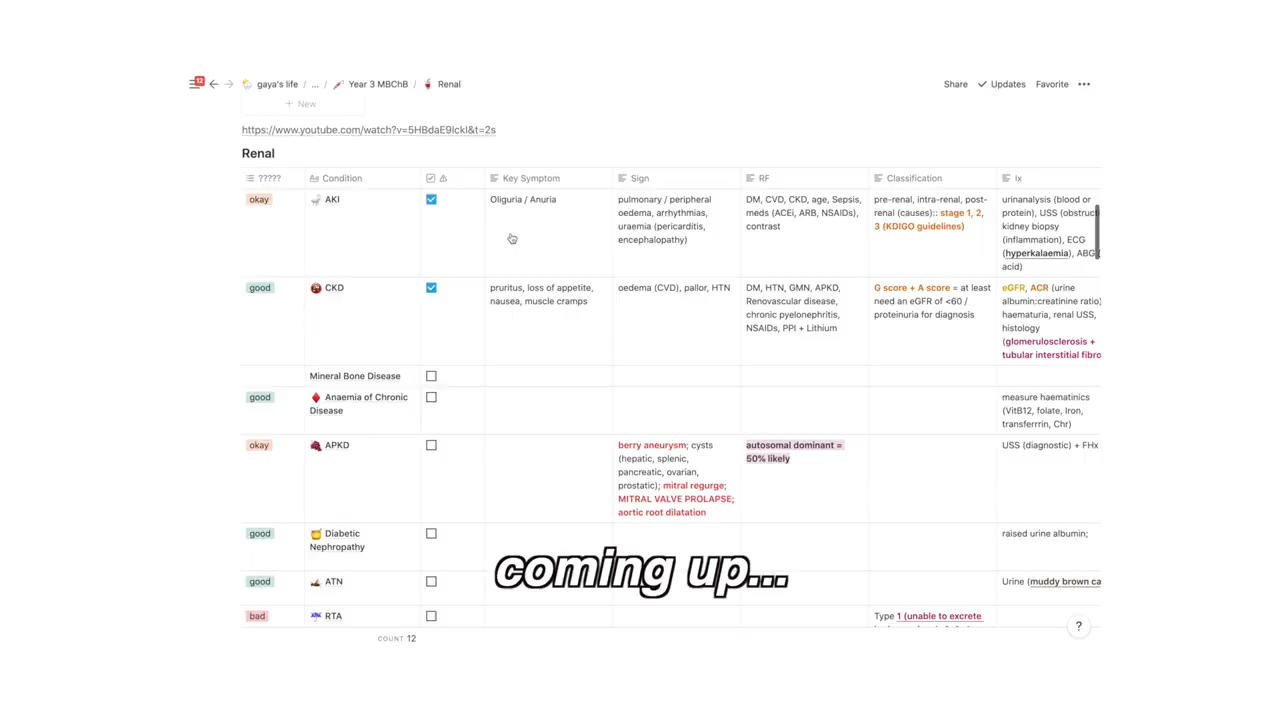 12 gaya's life / ... / Year 3 MBChB / Renal Share Updates Favorite •••
+ New
https://www.youtube.com/watch?v=5HBdaE9IckI&t=2s
Renal
????? Condition Key Symptom Sign RF Classification Ix
okay AKI Oliguria / Anuria pulmonary / peripheral DM, CVD, CKD, age, Sepsis, pre-renal, intra-renal, post- urinanalysis (blood or
oedema, arrhythmias, meds (ACEi, ARB, NSAIDs), renal (causes):: stage 1, 2, protein), USS (obstruct
uraemia (pericarditis, contrast 3 (KDIGO guidelines) kidney biopsy
encephalopathy) (inflammation), ECG
(hyperkalaemia), ABG (
acid)
good CKD pruritus, loss of appetite, oedema (CVD), pallor, HTN DM, HTN, GMN, APKD, G score + A score = at least eGFR, ACR (urine
nausea, muscle cramps Renovascular disease, need an eGFR of <60 / albumin:creatinine ratio)
chronic pyelonephritis, proteinuria for diagnosis haematuria, renal USS,
NSAIDs, PPI + Lithium histology
(glomerulosclerosis +
tubular interstitial fibro
Mineral Bone Disease
good Anaemia of Chronic measure haematinics
Disease (VitB12, folate, Iron,
transferrrin, Chr)
okay APKD berry aneurysm; cysts autosomal dominant = USS (diagnostic) + FHx
(hepatic, splenic, 50% likely
pancreatic, ovarian,
prostatic); mitral regurge;
MITRAL VALVE PROLAPSE;
aortic root dilatation
good Diabetic raised urine albumin;
Nephropathy
coming up...
good ATN Urine (muddy brown ca
bad RTA Type 1 (unable to excrete
COUNT 12
?